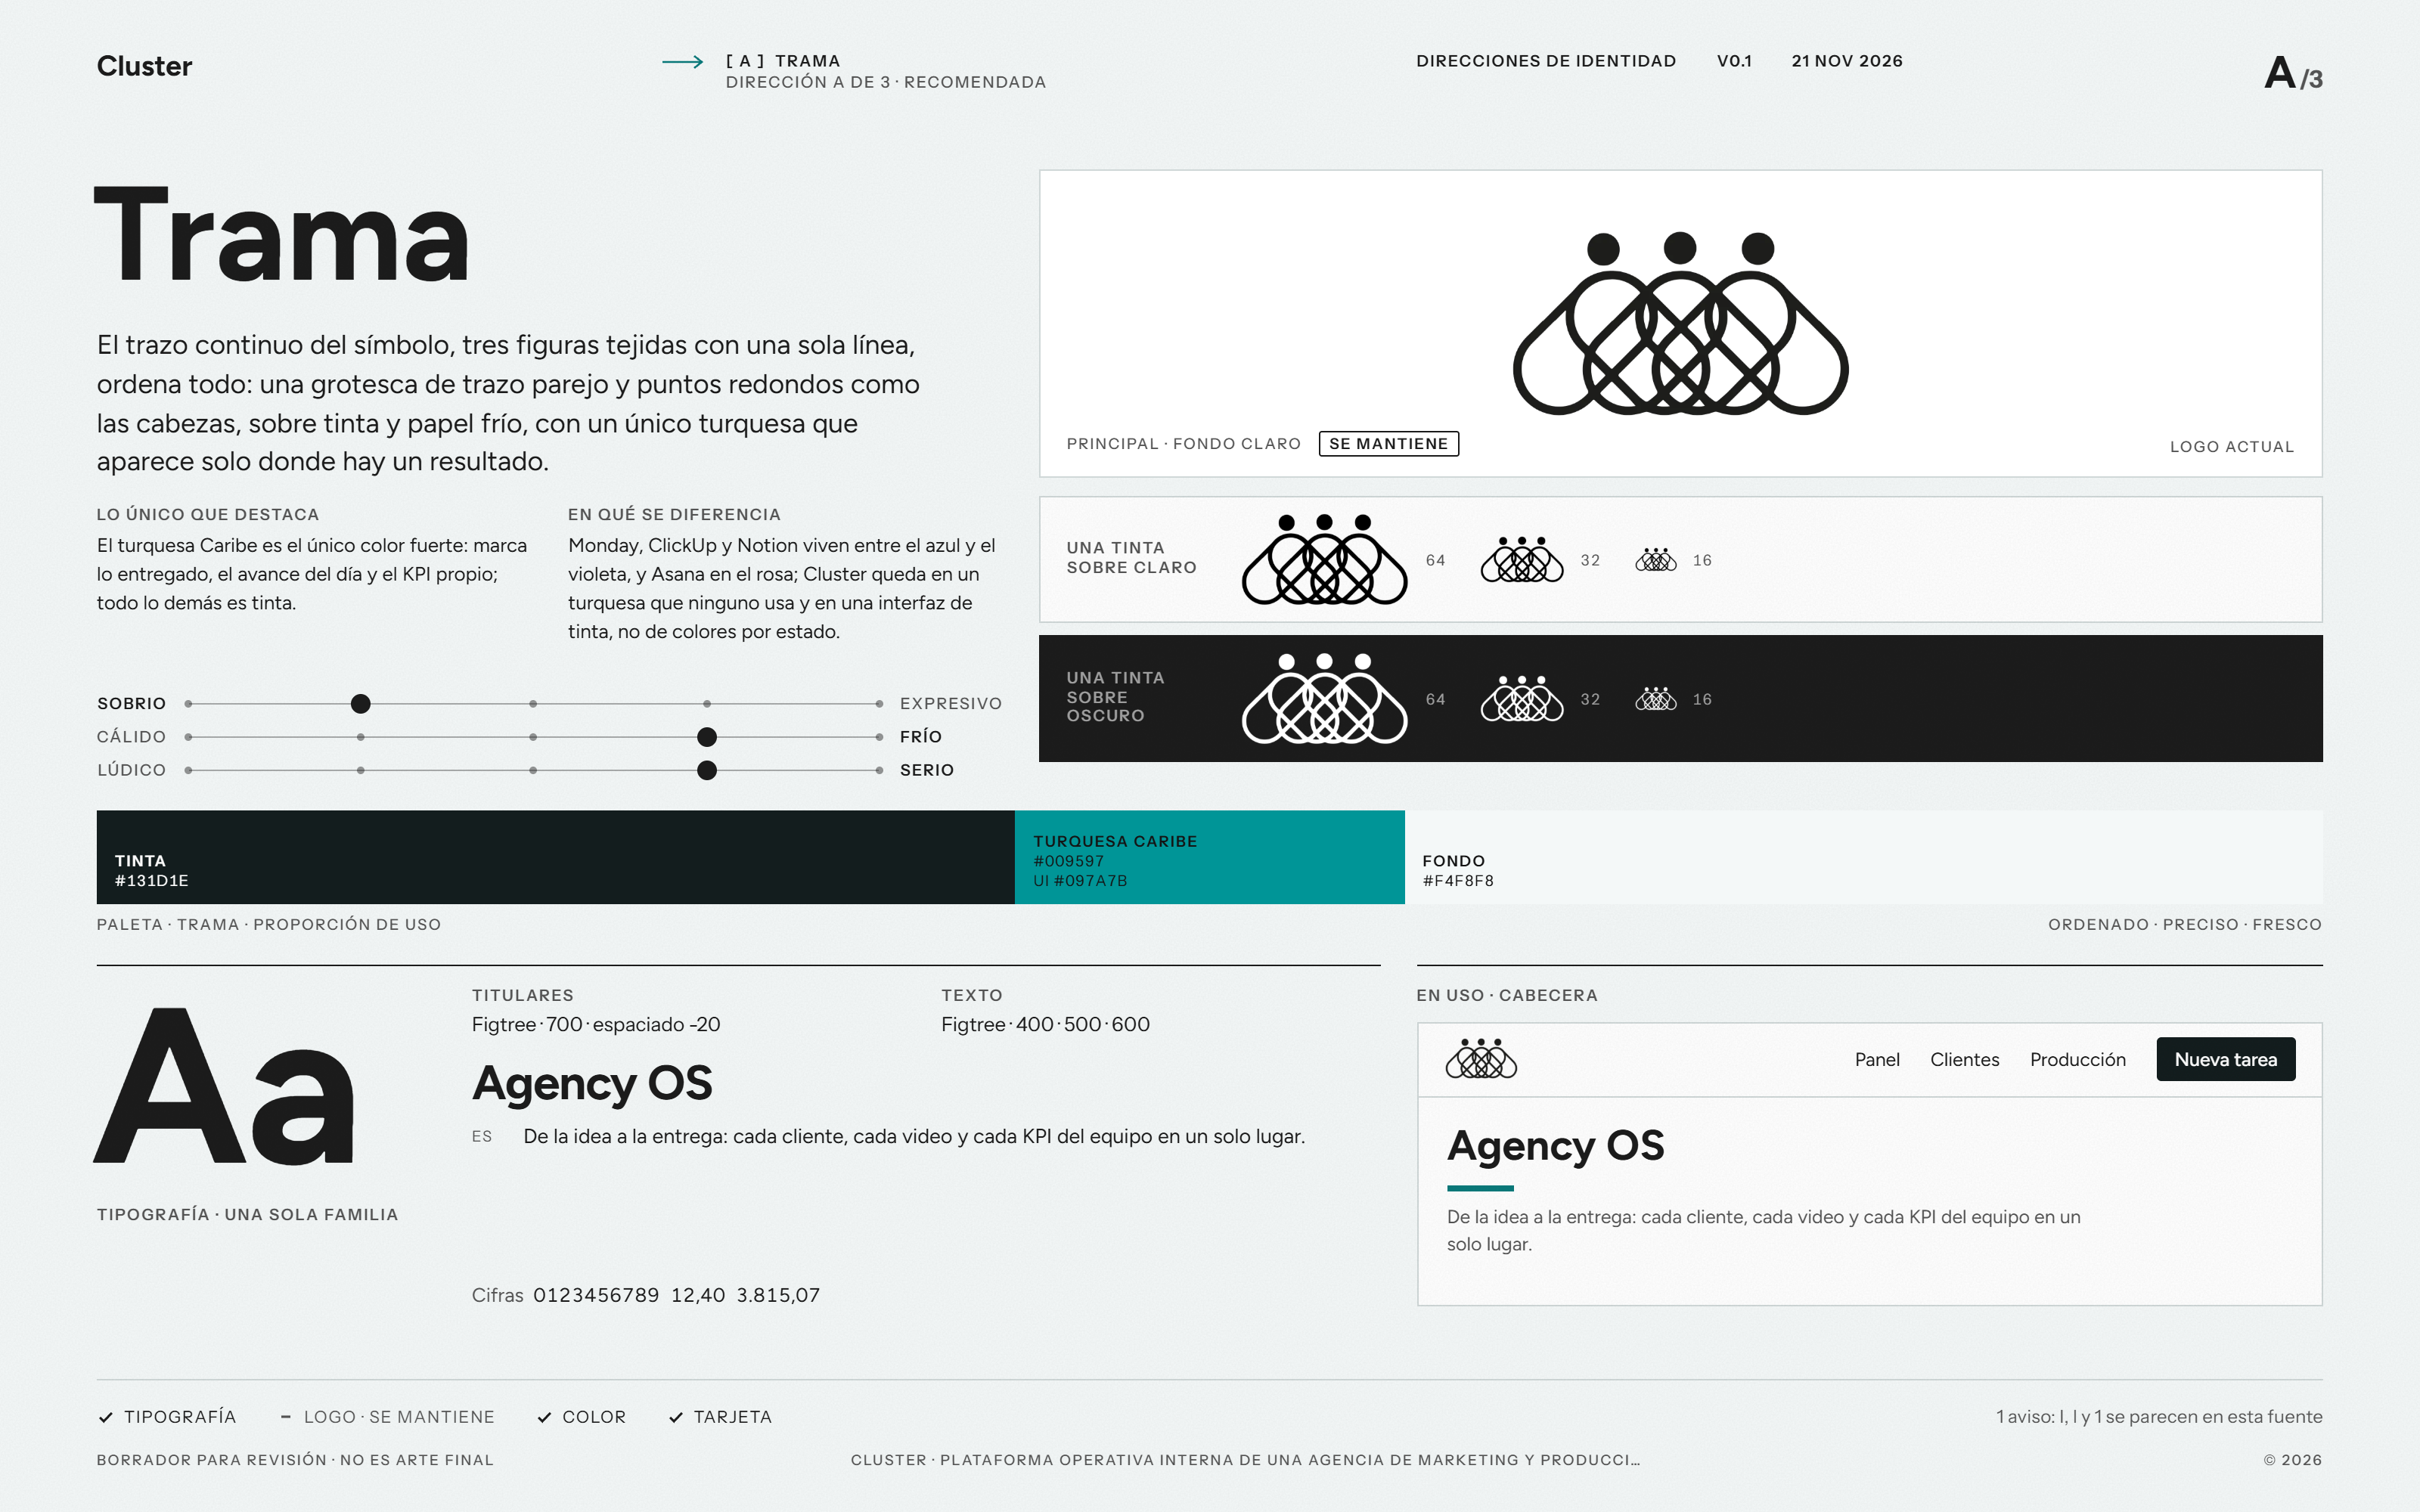 Cluster
[ A ] TRAMA
DIRECCIÓN A DE 3 · RECOMENDADA
DIRECCIONES DE IDENTIDAD V0.1 21 NOV 2026
A/3
Trama
El trazo continuo del símbolo, tres figuras tejidas con una sola línea,
ordena todo: una grotesca de trazo parejo y puntos redondos como
las cabezas, sobre tinta y papel frío, con un único turquesa que
aparece solo donde hay un resultado.
LO ÚNICO QUE DESTACA
El turquesa Caribe es el único color fuerte: marca
lo entregado, el avance del día y el KPI propio;
todo lo demás es tinta.
EN QUÉ SE DIFERENCIA
Monday, ClickUp y Notion viven entre el azul y el
violeta, y Asana en el rosa; Cluster queda en un
turquesa que ninguno usa y en una interfaz de
tinta, no de colores por estado.
SOBRIO EXPRESIVO
CÁLIDO FRÍO
LÚDICO SERIO
PRINCIPAL · FONDO CLARO SE MANTIENE
LOGO ACTUAL
UNA TINTA
SOBRE CLARO
64 32 16
UNA TINTA
SOBRE
OSCURO
64 32 16
TINTA
#131D1E
TURQUESA CARIBE
#009597
UI #097A7B
FONDO
#F4F8F8
PALETA · TRAMA · PROPORCIÓN DE USO
ORDENADO · PRECISO · FRESCO
Aa
TIPOGRAFÍA · UNA SOLA FAMILIA
TITULARES
Figtree · 700 · espaciado -20
TEXTO
Figtree · 400 · 500 · 600
Agency OS
ES De la idea a la entrega: cada cliente, cada video y cada KPI del equipo en un solo lugar.
Cifras 0123456789 12,40 3.815,07
EN USO · CABECERA
Panel Clientes Producción Nueva tarea
Agency OS
De la idea a la entrega: cada cliente, cada video y cada KPI del equipo en un
solo lugar.
TIPOGRAFÍA LOGO · SE MANTIENE COLOR TARJETA
1 aviso: I, l y 1 se parecen en esta fuente
BORRADOR PARA REVISIÓN · NO ES ARTE FINAL
CLUSTER · PLATAFORMA OPERATIVA INTERNA DE UNA AGENCIA DE MARKETING Y PRODUCCI…
© 2026